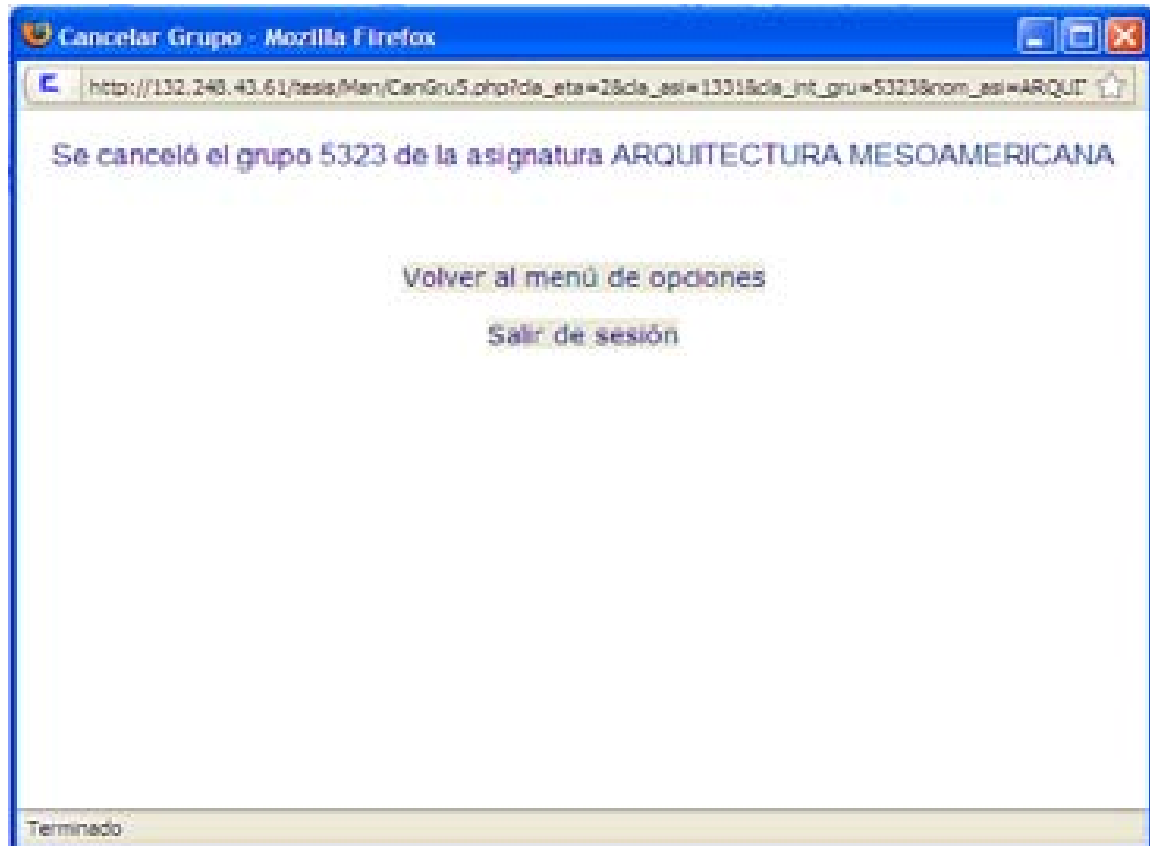 Cancelar Grupo - Mozilla Firefox
http://132.248.43.61/tesis/Man/CanGru5.php?cla_eta=2&cla_asi=1331&cla_int_gru=5323&nom_asi=ARQUIT
Se canceló el grupo 5323 de la asignatura ARQUITECTURA MESOAMERICANA
Volver al menú de opciones
Salir de sesión
Terminado